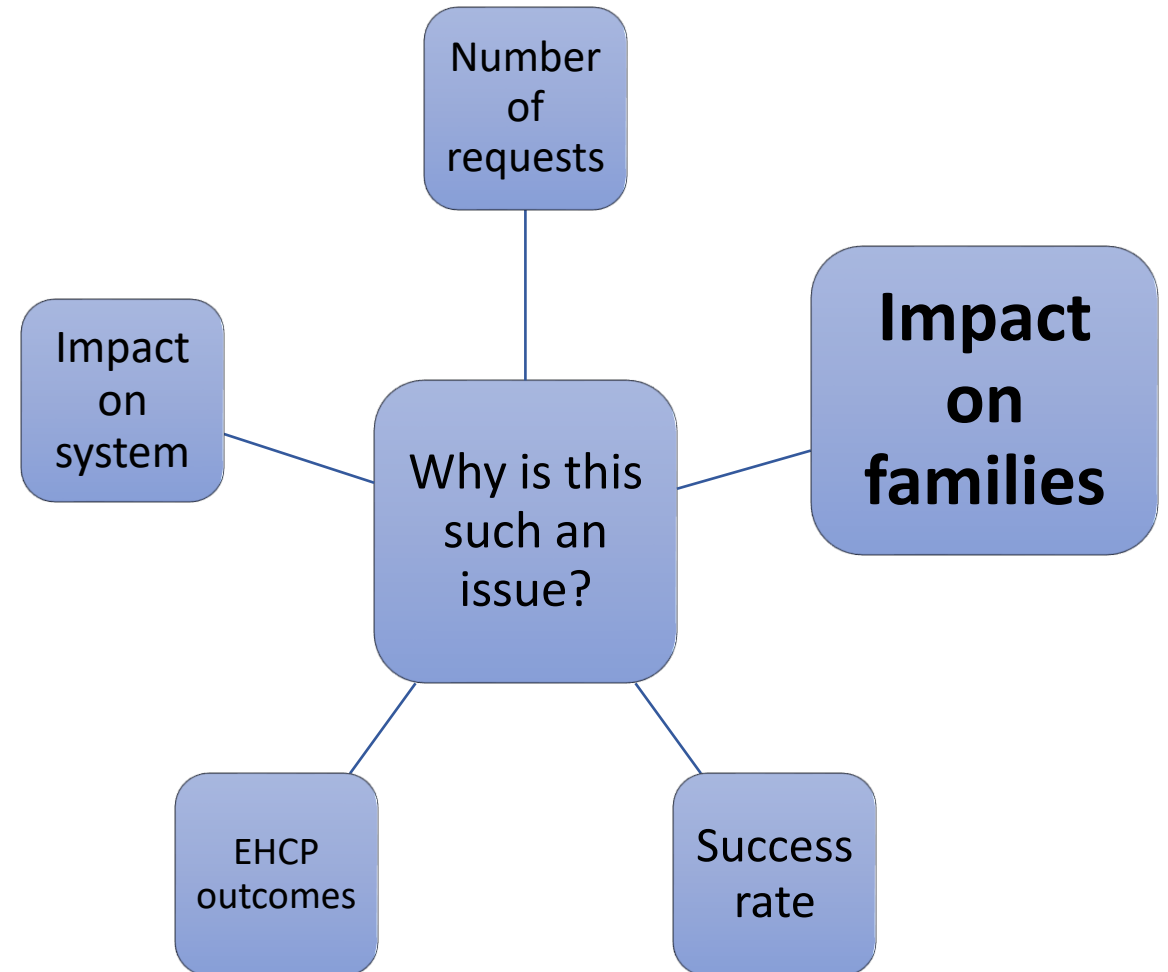 Number
of
requests
Impact
on
families
Impact
on
system
Why is this
such an
issue?
EHCP
outcomes
Success
rate